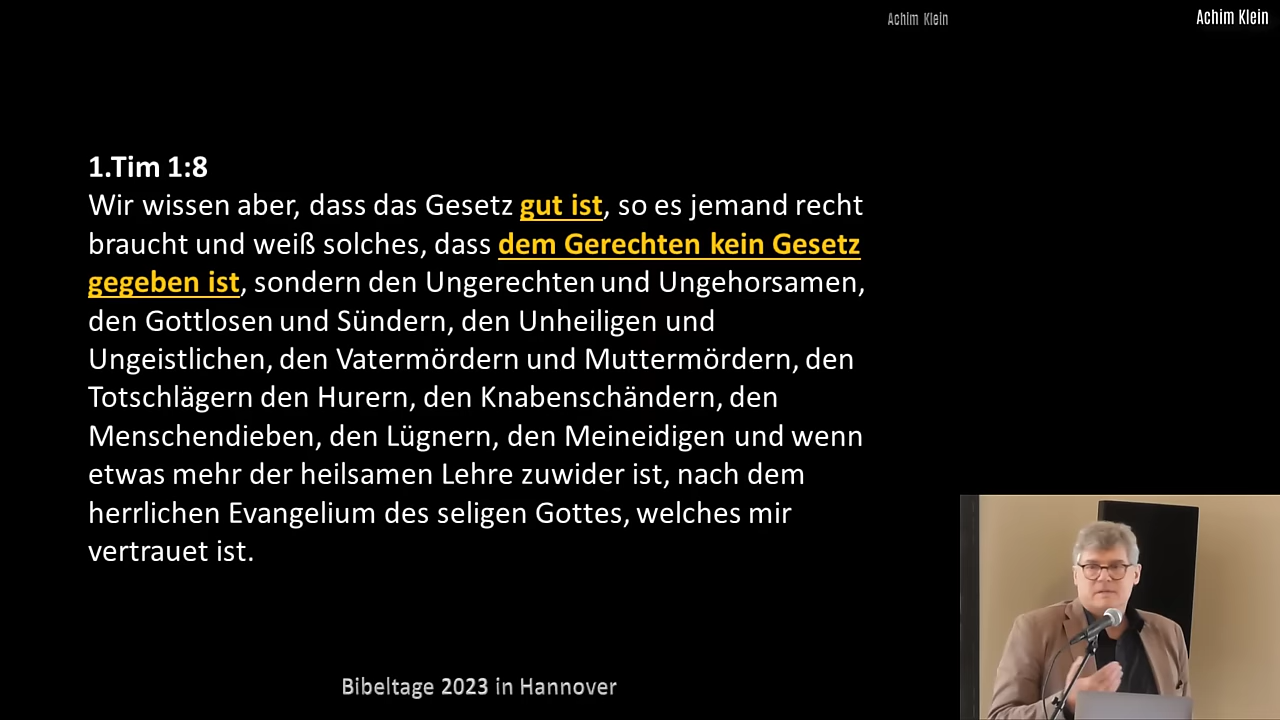 Achim Klein
Achim Klein
1.Tim 1:8
Wir wissen aber, dass das Gesetz gut ist, so es jemand recht
braucht und weiß solches, dass dem Gerechten kein Gesetz
gegeben ist, sondern den Ungerechten und Ungehorsamen,
den Gottlosen und Sündern, den Unheiligen und
Ungeistlichen, den Vatermördern und Muttermördern, den
Totschlägern den Hurern, den Knabenschändern, den
Menschendieben, den Lügnern, den Meineidigen und wenn
etwas mehr der heilsamen Lehre zuwider ist, nach dem
herrlichen Evangelium des seligen Gottes, welches mir
vertrauet ist.
Bibeltage 2023 in Hannover